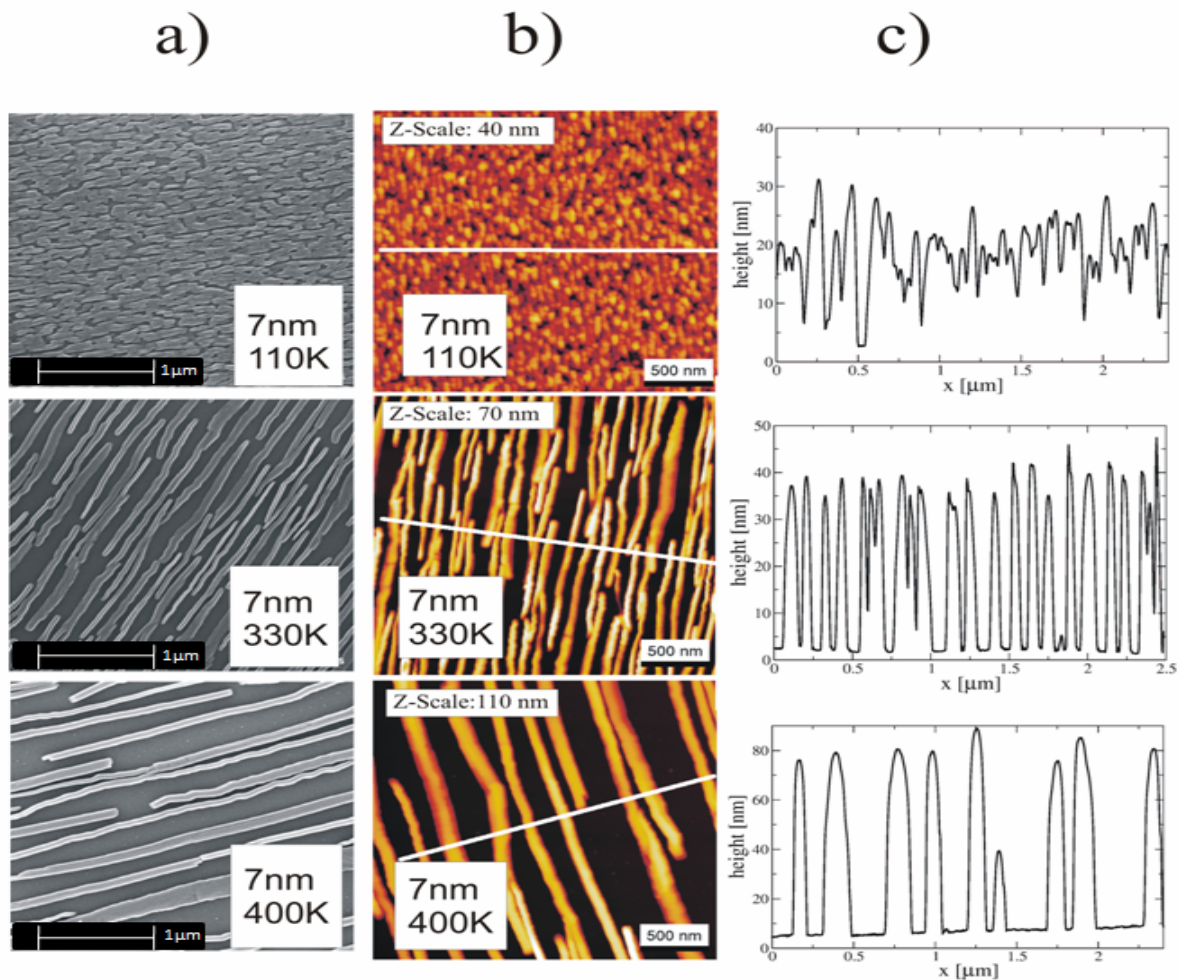 a)
b)
c)
7nm
110K
1µm
Z-Scale: 40 nm
7nm
110K
500 nm
40
30
20
10
0
height [nm]
0
0.5
1
1.5
2
x [µm]
7nm
330K
1µm
Z-Scale: 70 nm
7nm
330K
500 nm
50
40
30
20
10
0
height [nm]
0
0.5
1
1.5
2
2.5
x [µm]
7nm
400K
1µm
Z-Scale:110 nm
7nm
400K
500 nm
80
60
40
20
0
height [nm]
0
0.5
1
1.5
2
x [µm]